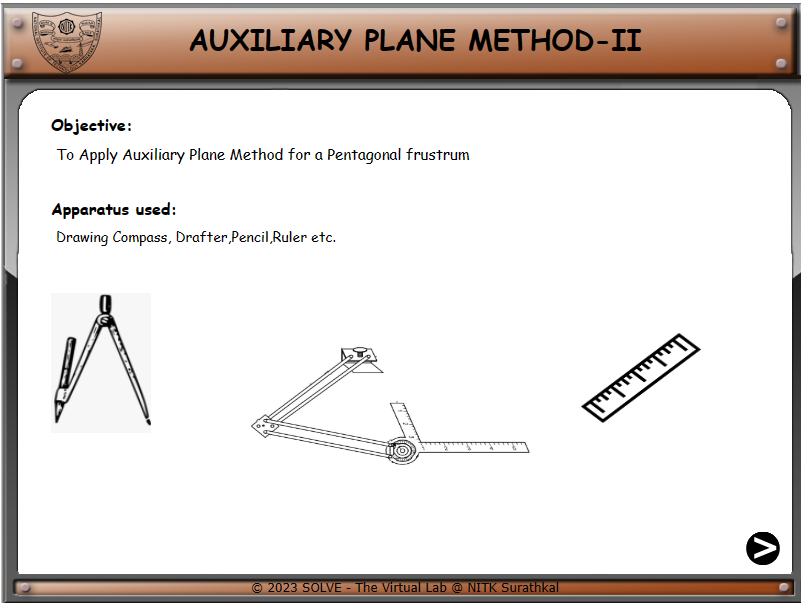 AUXILIARY PLANE METHOD-II
Objective:
To Apply Auxiliary Plane Method for a Pentagonal frustrum
Apparatus used:
Drawing Compass, Drafter,Pencil,Ruler etc.
© 2023 SOLVE - The Virtual Lab @ NITK Surathkal